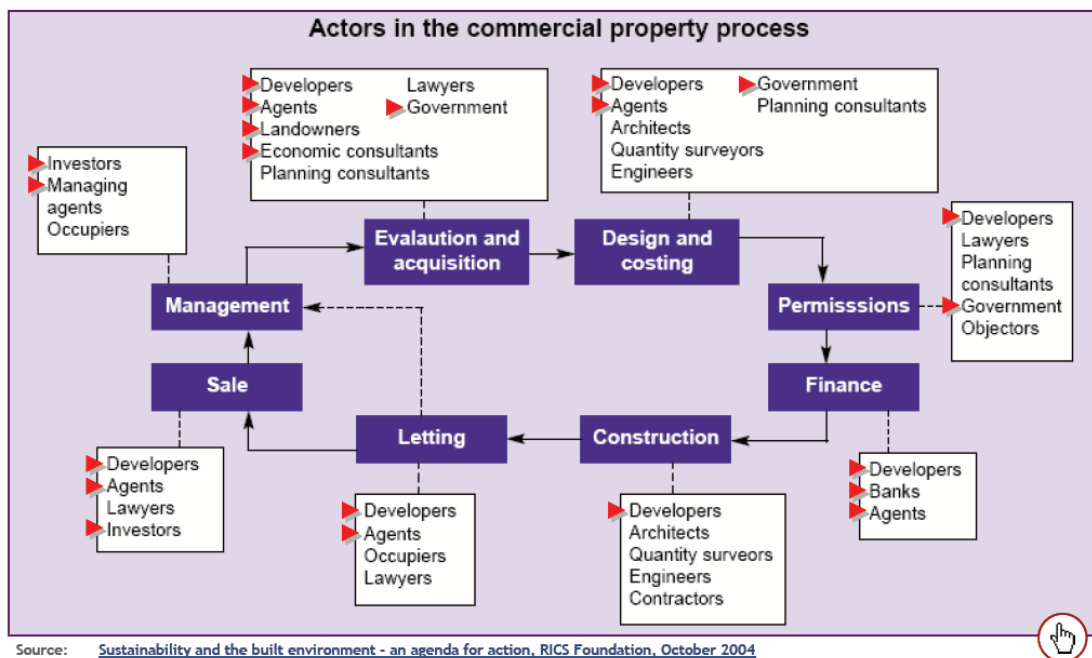 Actors in the commercial property process
Developers
Agents
Landowners
Economic consultants
Planning consultants
Lawyers
Government
Developers
Agents
Architects
Quantity surveyors
Engineers
Government
Planning consultants
Investors
Managing
agents
Occupiers
Developers
Lawyers
Planning
consultants
Government
Objectors
Evalaution and
acquisition
Design and
costing
Management
Permisssions
Sale
Finance
Letting
Construction
Developers
Agents
Lawyers
Investors
Developers
Agents
Occupiers
Lawyers
Developers
Architects
Quantity surveors
Engineers
Contractors
Developers
Banks
Agents
Source: Sustainability and the built environment - an agenda for action, RICS Foundation, October 2004